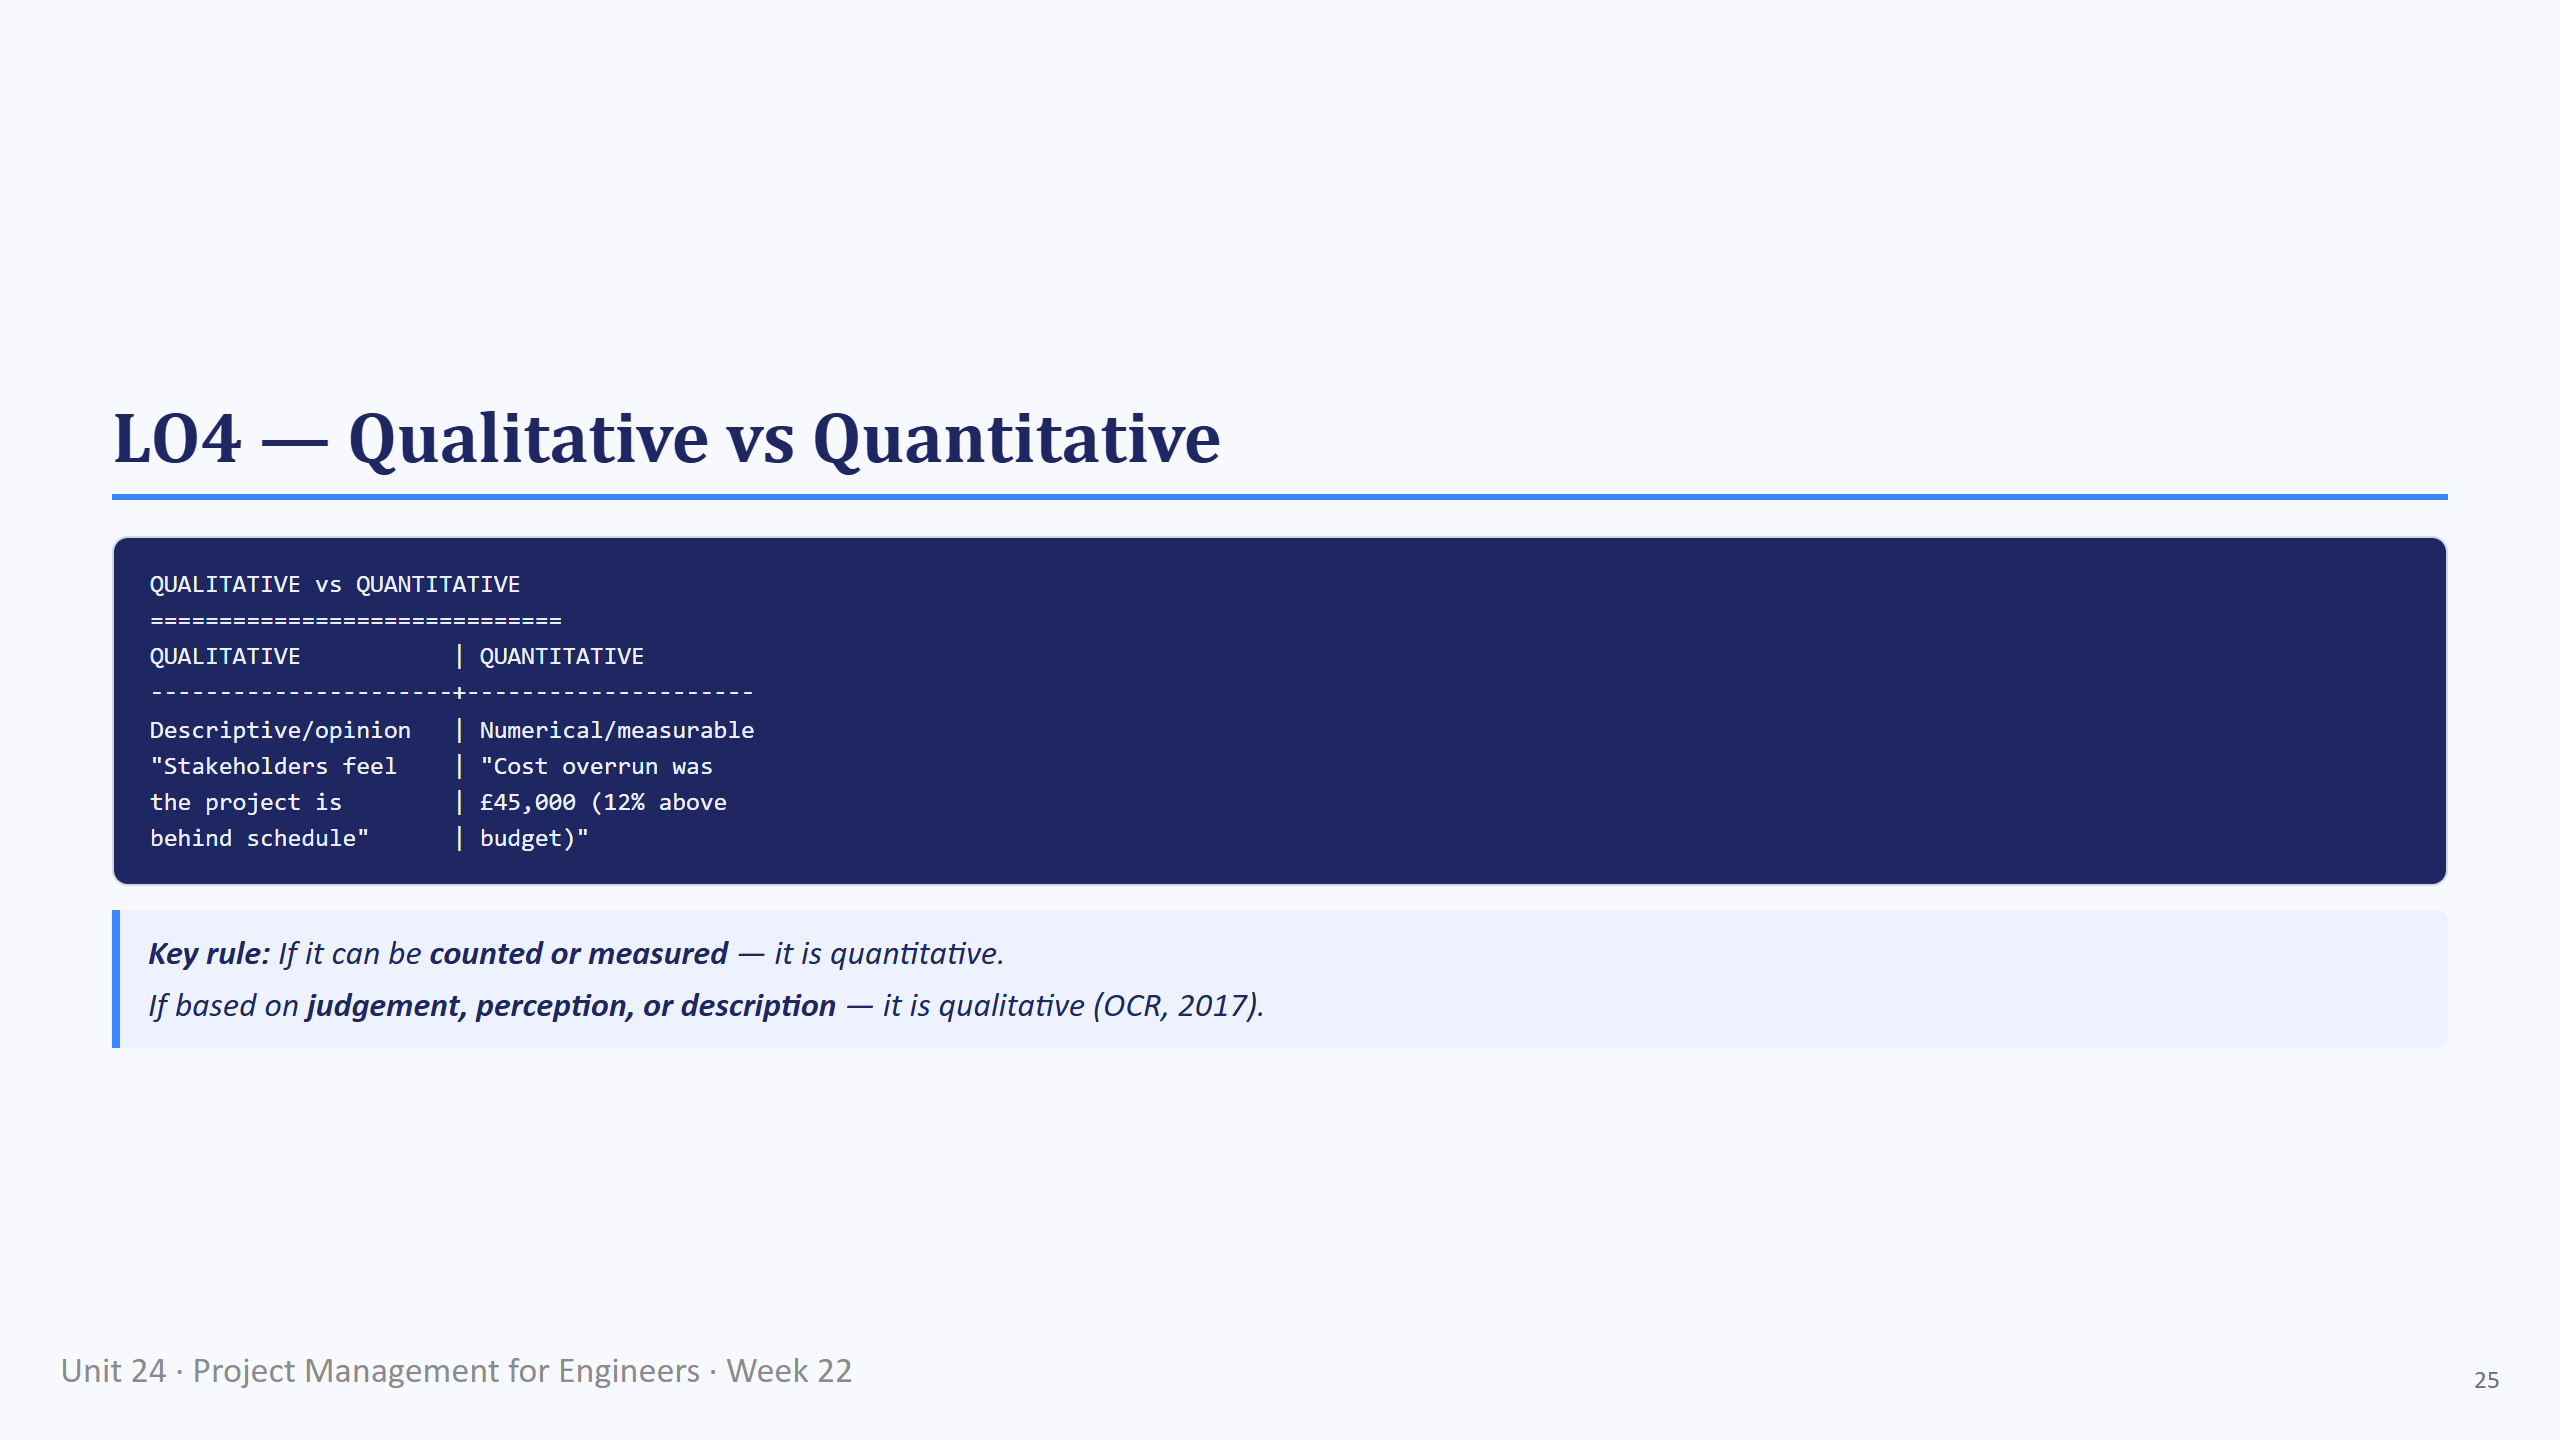 LO4 — Qualitative vs Quantitative
QUALITATIVE vs QUANTITATIVE
==============================
QUALITATIVE           | QUANTITATIVE
----------------------+---------------------
Descriptive/opinion   | Numerical/measurable
"Stakeholders feel    | "Cost overrun was
the project is        | £45,000 (12% above
behind schedule"      | budget)"
Key rule: If it can be counted or measured — it is quantitative.
If based on judgement, perception, or description — it is qualitative (OCR, 2017).
Unit 24 · Project Management for Engineers · Week 22
25